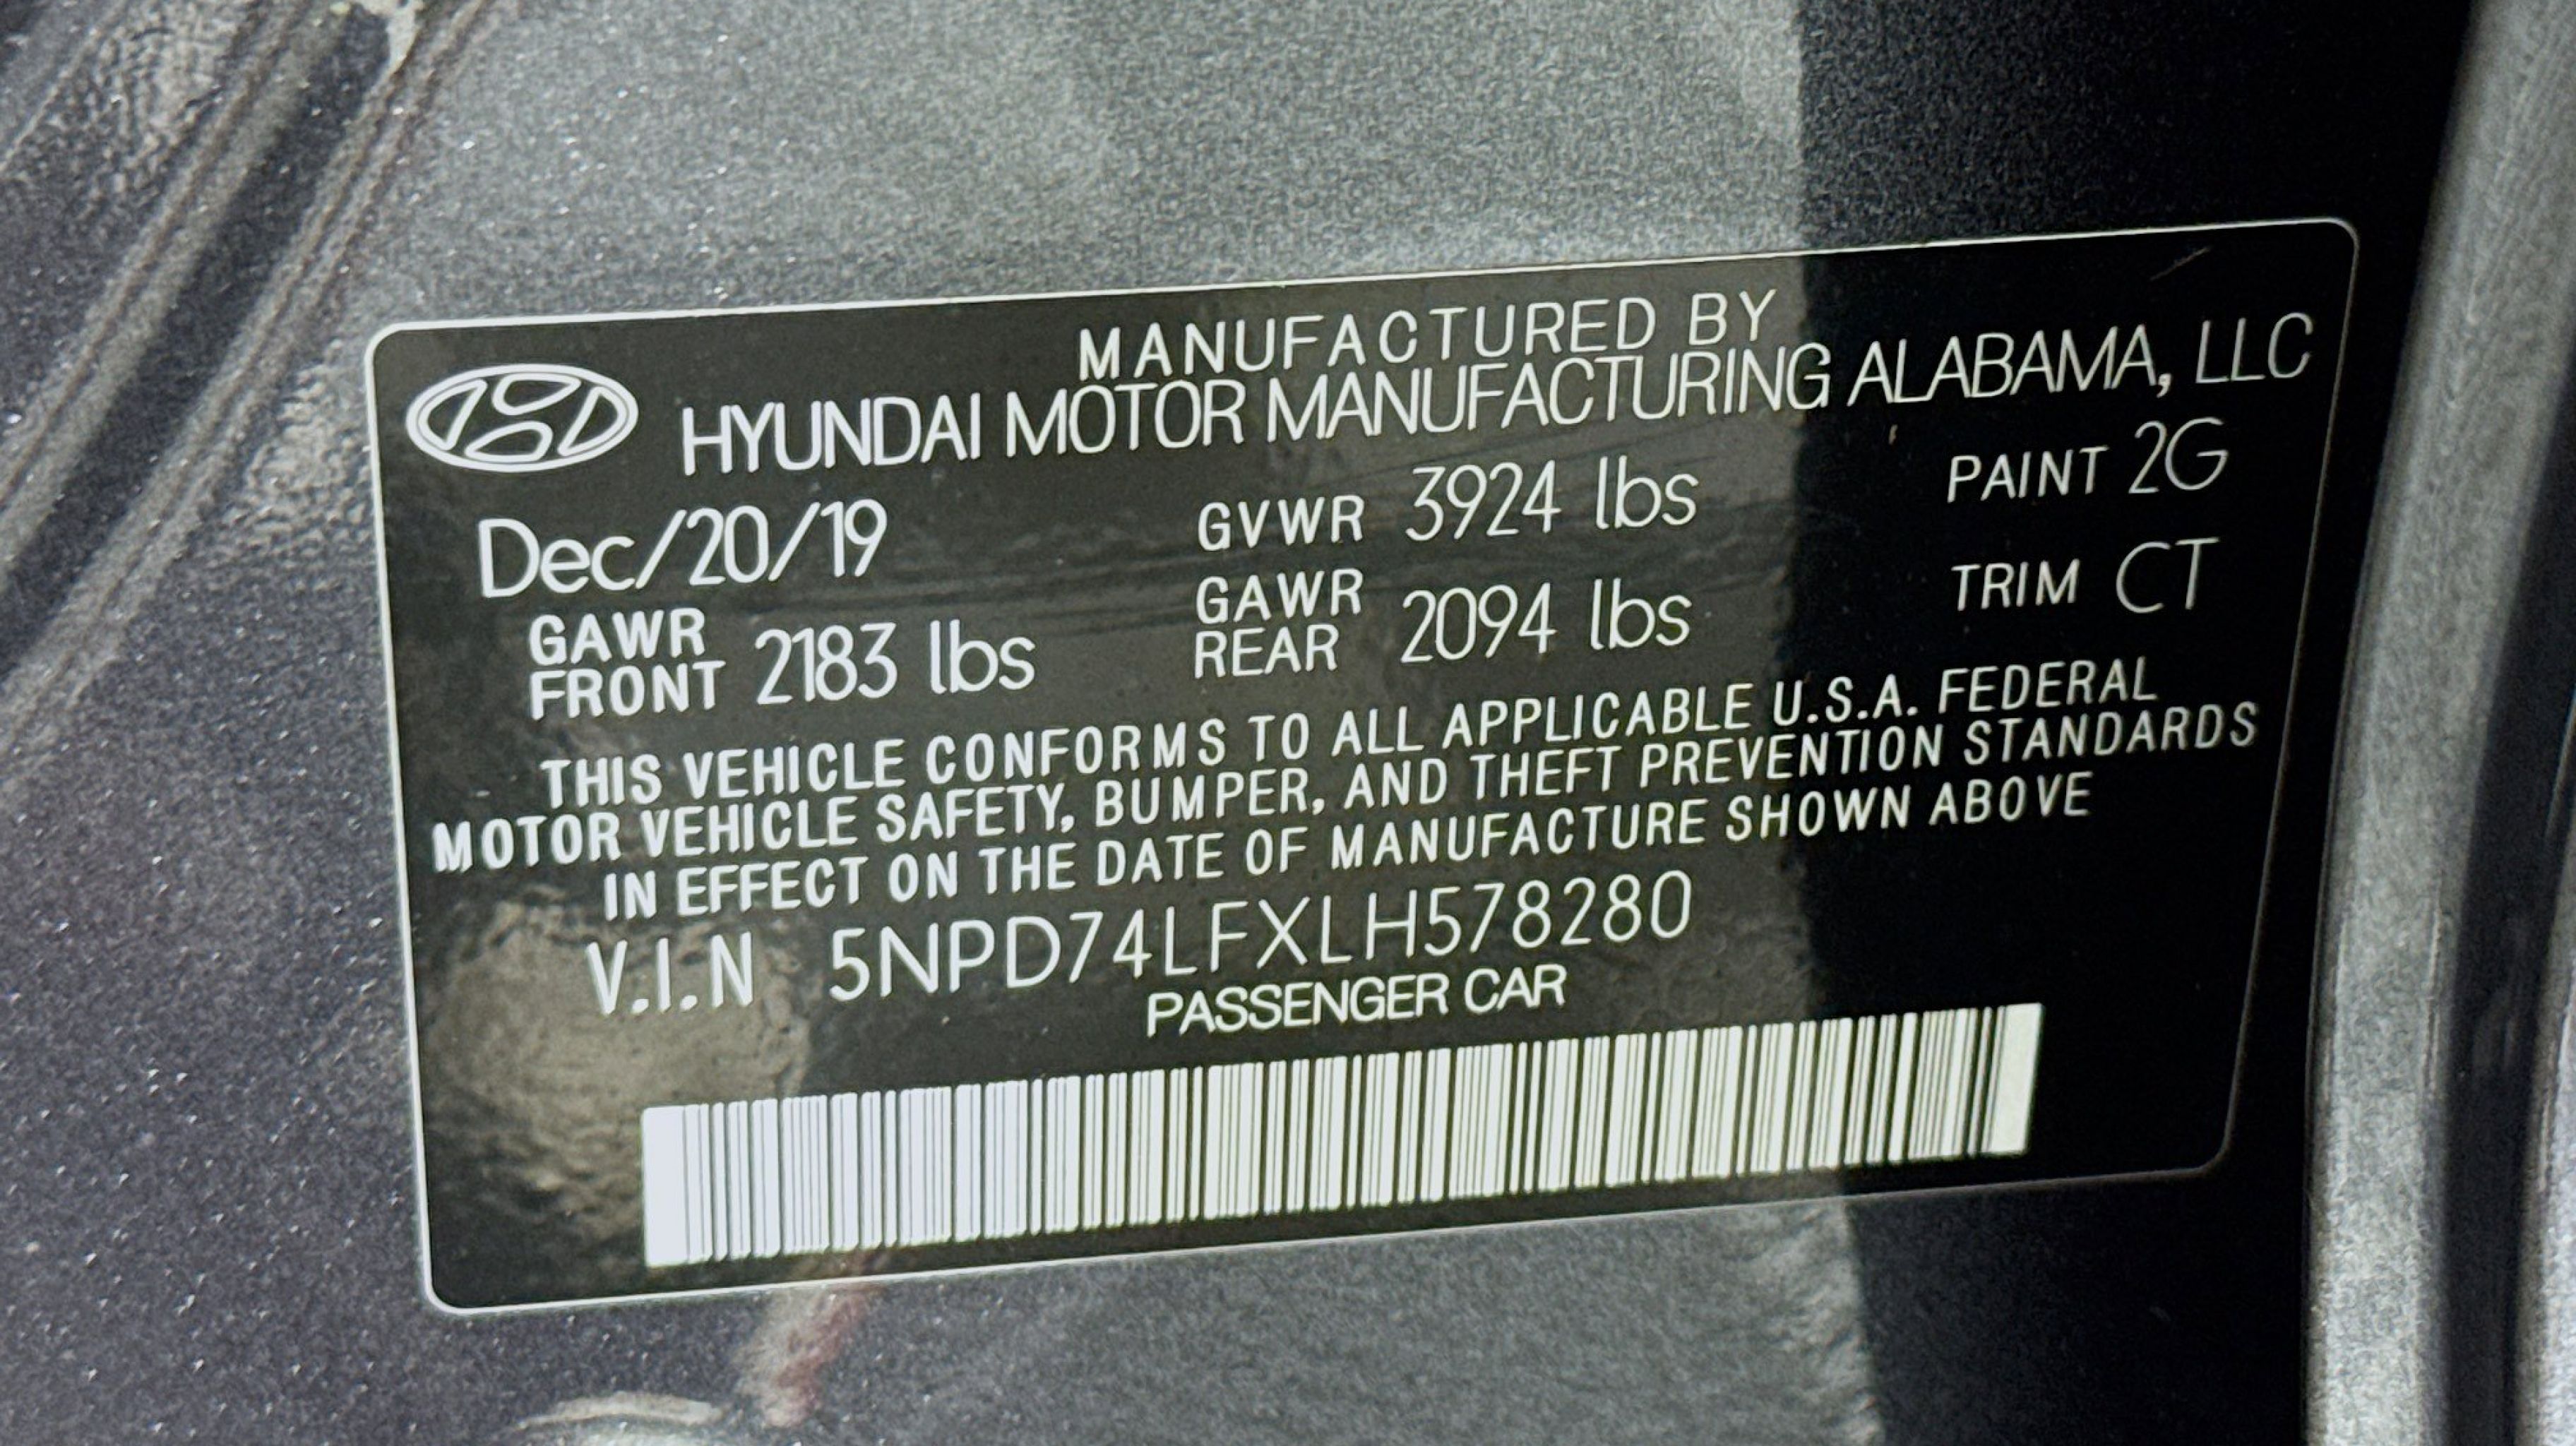 MANUFACTURED BY
HYUNDAI MOTOR MANUFACTURING ALABAMA, LLC
Dec/20/19 GVWR 3924 lbs PAINT 2G
GAWR FRONT 2183 lbs GAWR REAR 2094 lbs TRIM CT
THIS VEHICLE CONFORMS TO ALL APPLICABLE U.S.A. FEDERAL
MOTOR VEHICLE SAFETY, BUMPER, AND THEFT PREVENTION STANDARDS
IN EFFECT ON THE DATE OF MANUFACTURE SHOWN ABOVE
V.I.N 5NPD74LFXLH578280
PASSENGER CAR